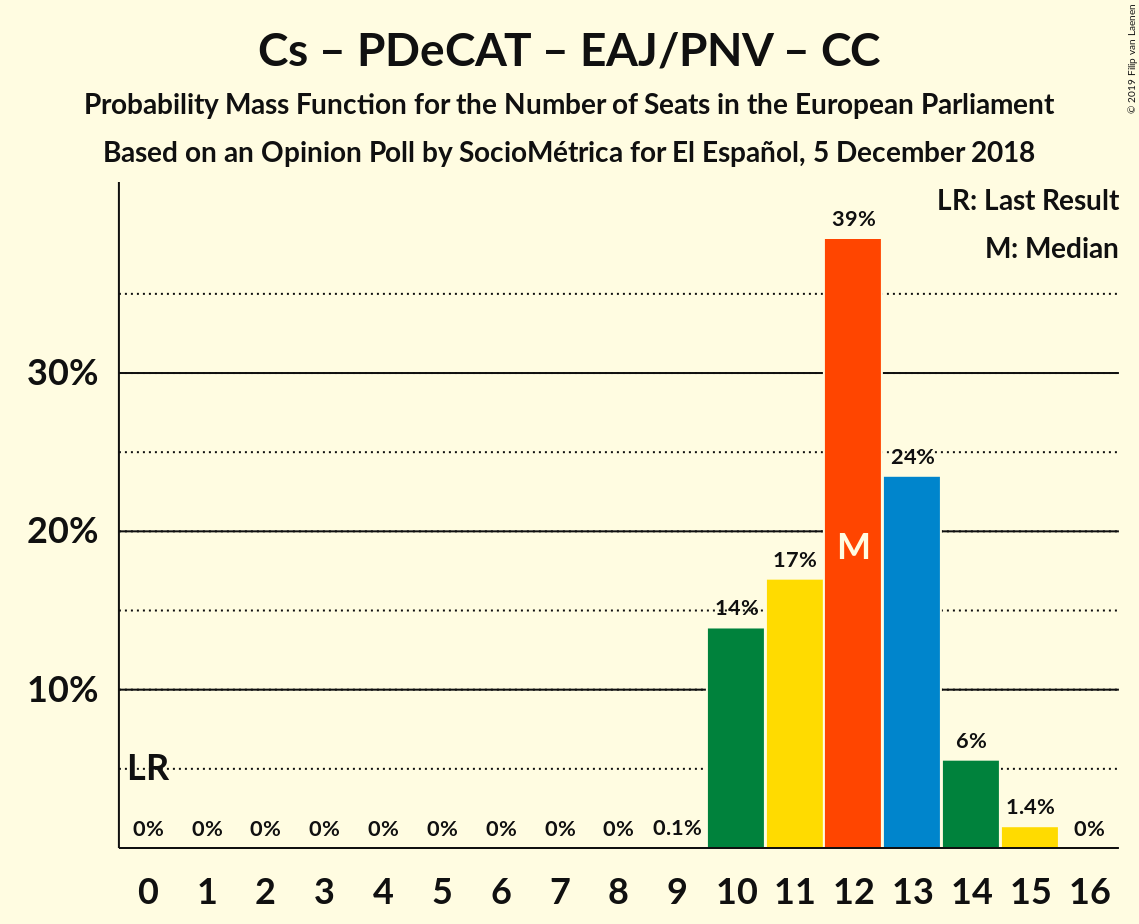 Cs – PDeCAT – EAJ/PNV – CC
Probability Mass Function for the Number of Seats in the European Parliament
Based on an Opinion Poll by SocioMétrica for El Español, 5 December 2018
© 2019 Filip van Laenen
LR: Last Result
M: Median
39%
30%
24%
20%
M
17%
14%
10%
6%
LR
1.4%
0% 0% 0% 0% 0% 0% 0% 0% 0% 0.1% 0%
0 1 2 3 4 5 6 7 8 9 10 11 12 13 14 15 16